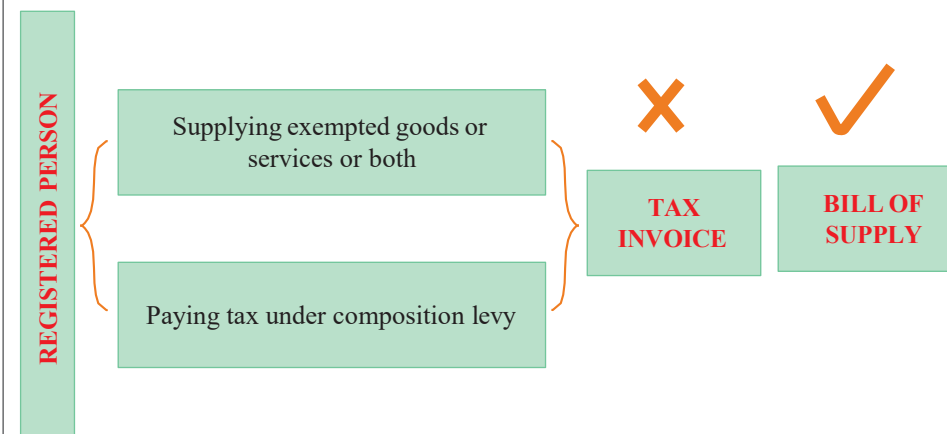 REGISTERED PERSON
Supplying exempted goods or
services or both
Paying tax under composition levy
TAX
INVOICE
BILL OF
SUPPLY